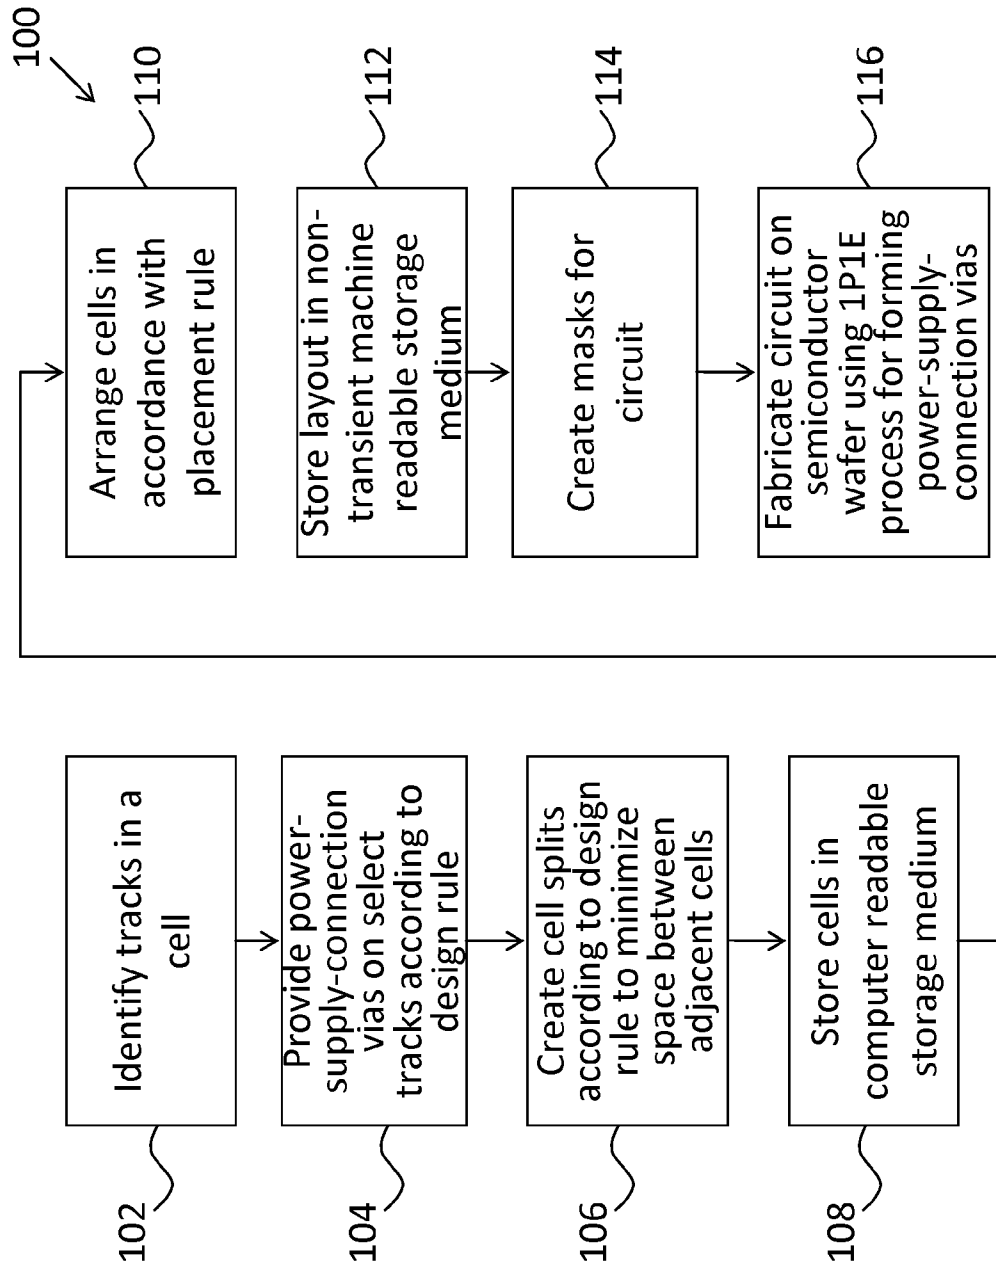 100
102
Identify tracks in a
cell
104
Provide power-
supply-connection
vias on select
tracks according to
design rule
106
Create cell splits
according to design
rule to minimize
space between
adjacent cells
108
Store cells in
computer readable
storage medium
110
Arrange cells in
accordance with
placement rule
112
Store layout in non-
transient machine
readable storage
medium
114
Create masks for
circuit
116
Fabricate circuit on
semiconductor
wafer using 1P1E
process for forming
power-supply-
connection vias